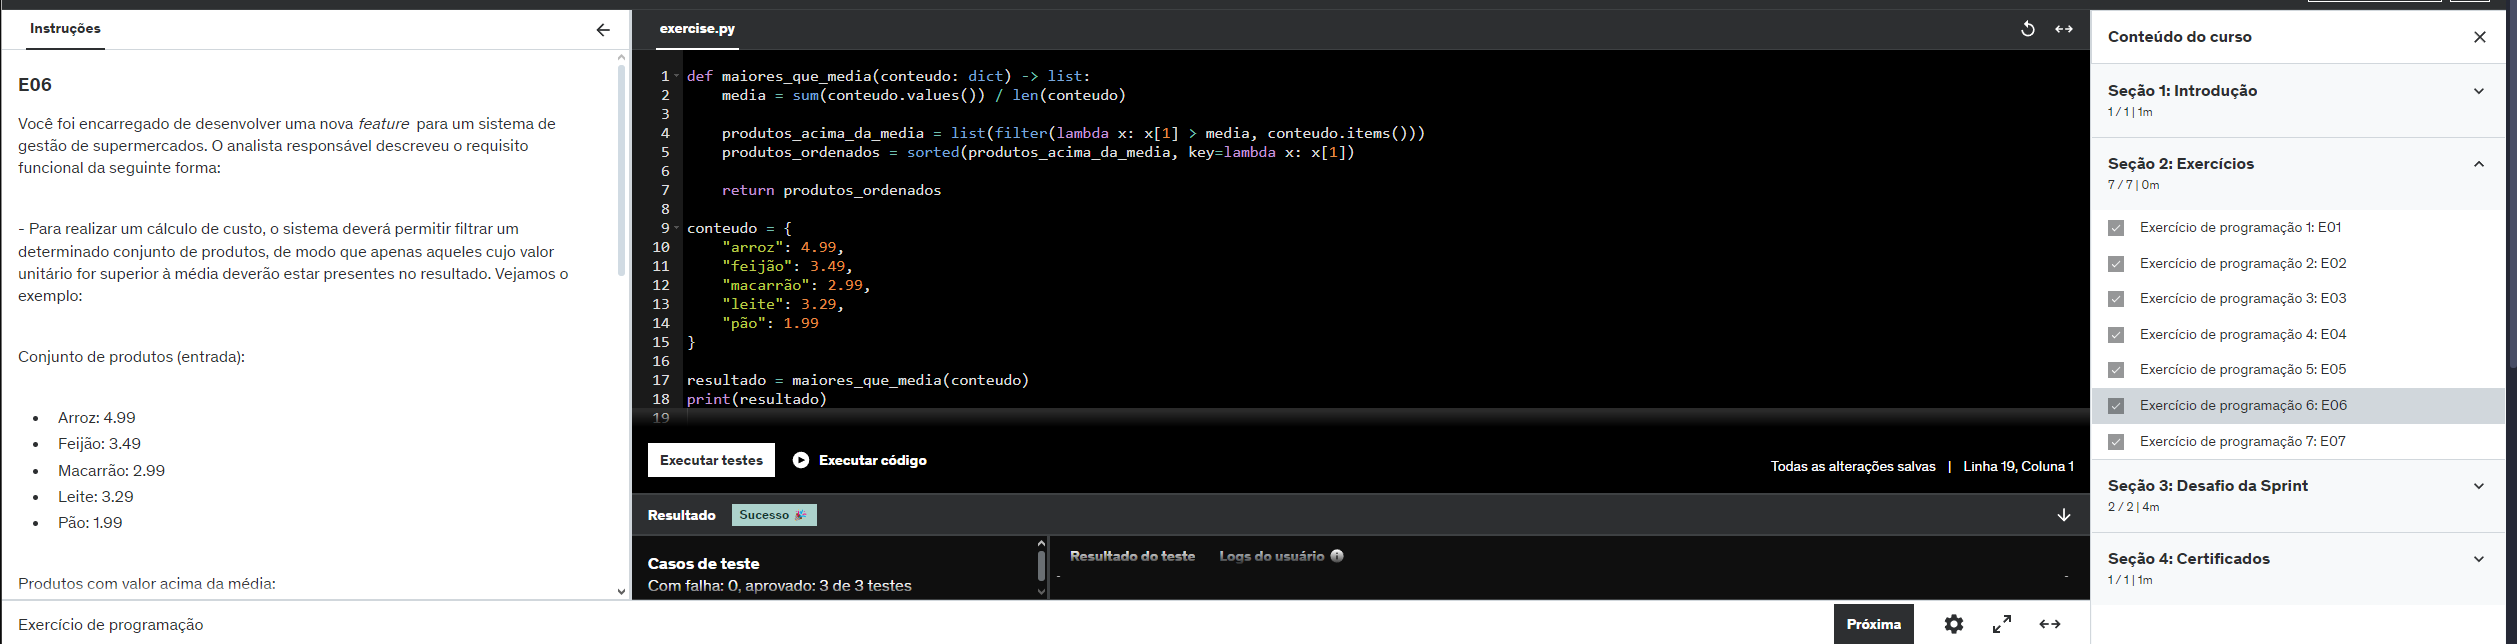 Instruções
E06
Você foi encarregado de desenvolver uma nova feature para um sistema de
gestão de supermercados. O analista responsável descreveu o requisito
funcional da seguinte forma:
- Para realizar um cálculo de custo, o sistema deverá permitir filtrar um
determinado conjunto de produtos, de modo que apenas aqueles cujo valor
unitário for superior à média deverão estar presentes no resultado. Vejamos o
exemplo:
Conjunto de produtos (entrada):
• Arroz: 4.99
• Feijão: 3.49
• Macarrão: 2.99
• Leite: 3.29
• Pão: 1.99
Produtos com valor acima da média:
Exercício de programação
exercise.py
1 def maiores_que_media(conteudo: dict) -> list:
2     media = sum(conteudo.values()) / len(conteudo)
3
4     produtos_acima_da_media = list(filter(lambda x: x[1] > media, conteudo.items()))
5     produtos_ordenados = sorted(produtos_acima_da_media, key=lambda x: x[1])
6
7     return produtos_ordenados
8
9 conteudo = {
10     "arroz": 4.99,
11     "feijão": 3.49,
12     "macarrão": 2.99,
13     "leite": 3.29,
14     "pão": 1.99
15 }
16
17 resultado = maiores_que_media(conteudo)
18 print(resultado)
19
Executar testes Executar código
Todas as alterações salvas | Linha 19, Coluna 1
Resultado Sucesso 🎉
Casos de teste
Com falha: 0, aprovado: 3 de 3 testes
Resultado do teste Logs do usuário
-
-
Próxima
Conteúdo do curso
Seção 1: Introdução
1 / 1 | 1m
Seção 2: Exercícios
7 / 7 | 0m
Exercício de programação 1: E01
Exercício de programação 2: E02
Exercício de programação 3: E03
Exercício de programação 4: E04
Exercício de programação 5: E05
Exercício de programação 6: E06
Exercício de programação 7: E07
Seção 3: Desafio da Sprint
2 / 2 | 4m
Seção 4: Certificados
1 / 1 | 1m